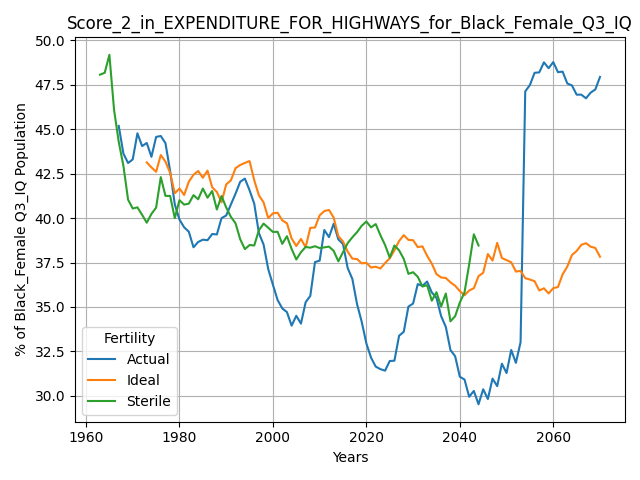 Score_2_in_EXPENDITURE_FOR_HIGHWAYS_for_Black_Female_Q3_IQ
% of Black_Female Q3_IQ Population
50.0
47.5
45.0
42.5
40.0
37.5
35.0
32.5
30.0
Fertility
Actual
Ideal
Sterile
1960
1980
2000
2020
2040
2060
Years